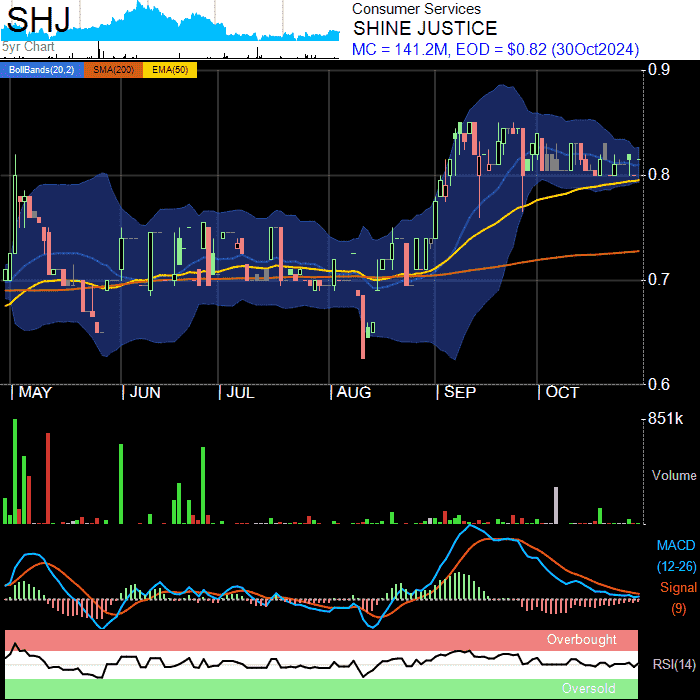 SHJ
5yr Chart
Consumer Services
SHINE JUSTICE
MC = 141.2M, EOD = $0.82 (30Oct2024)
BollBands(20,2) SMA(200) EMA(50)
0.9
0.8
0.7
0.6
| MAY | JUN | JUL | AUG | SEP | OCT
851k
Volume
MACD
(12-26)
Signal
(9)
Overbought
RSI(14)
Oversold